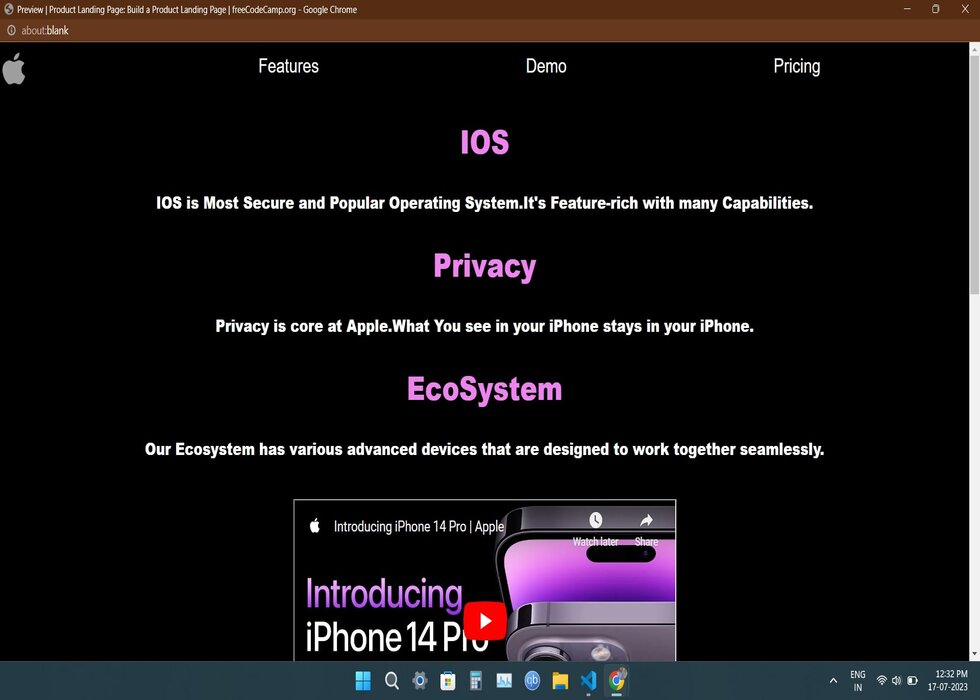 Preview | Product Landing Page: Build a Product Landing Page | freeCodeCamp.org - Google Chrome
about:blank
Features Demo Pricing
IOS
IOS is Most Secure and Popular Operating System.It's Feature-rich with many Capabilities.
Privacy
Privacy is core at Apple.What You see in your iPhone stays in your iPhone.
EcoSystem
Our Ecosystem has various advanced devices that are designed to work together seamlessly.
Introducing iPhone 14 Pro | Apple
Watch later Share
Introducing
iPhone 14 Pro
qb
ENG
IN
12:32 PM
17-07-2023